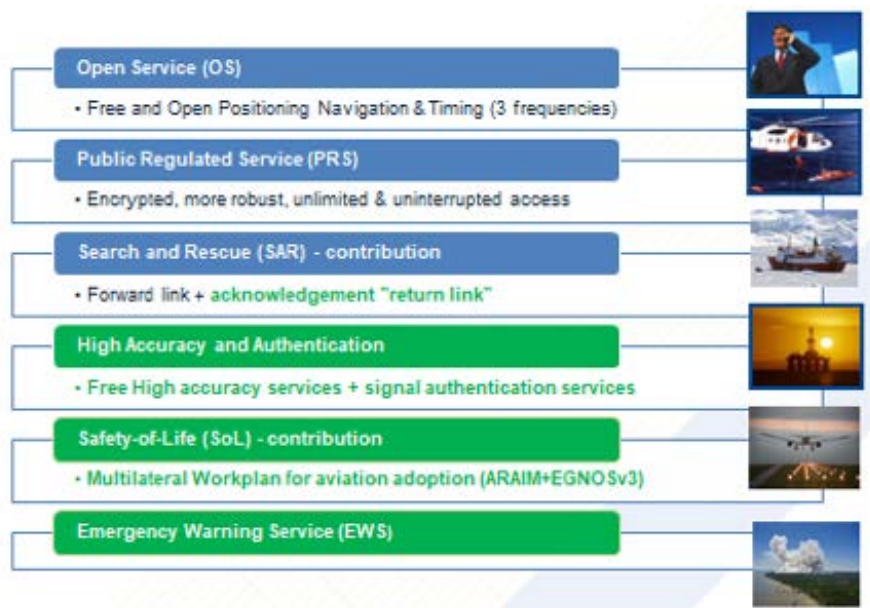 Open Service (OS)
• Free and Open Positioning Navigation & Timing (3 frequencies)
Public Regulated Service (PRS)
• Encrypted, more robust, unlimited & uninterrupted access
Search and Rescue (SAR) - contribution
• Forward link + acknowledgement "return link"
High Accuracy and Authentication
• Free High accuracy services + signal authentication services
Safety-of-Life (SoL) - contribution
• Multilateral Workplan for aviation adoption (ARAIM+EGNOSv3)
Emergency Warning Service (EWS)